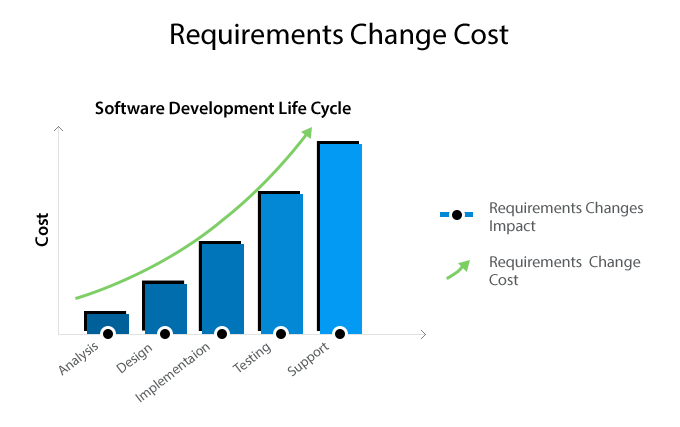 Requirements Change Cost
Software Development Life Cycle
Cost
Analysis
Design
Implementaion
Testing
Support
Requirements Changes
Impact
Requirements Change
Cost